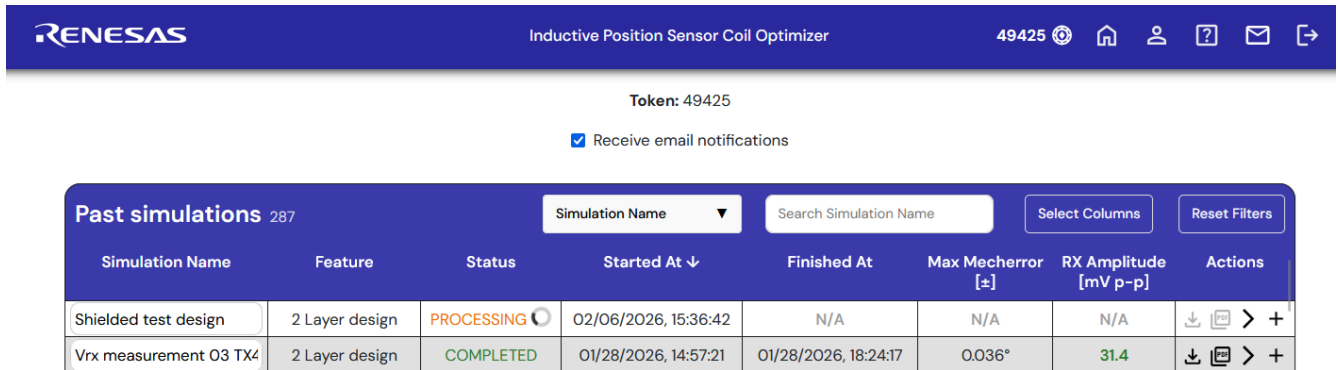 RENESAS
Inductive Position Sensor Coil Optimizer
49425
Token: 49425
Receive email notifications
Past simulations 287
Simulation Name ▼
Search Simulation Name
Select Columns
Reset Filters
Simulation Name Feature Status Started At ↓ Finished At Max Mecherror [±] RX Amplitude [mV p-p] Actions
Shielded test design 2 Layer design PROCESSING 02/06/2026, 15:36:42 N/A N/A N/A PDF
Vrx measurement 03 TX4 2 Layer design COMPLETED 01/28/2026, 14:57:21 01/28/2026, 18:24:17 0.036° 31.4 PDF